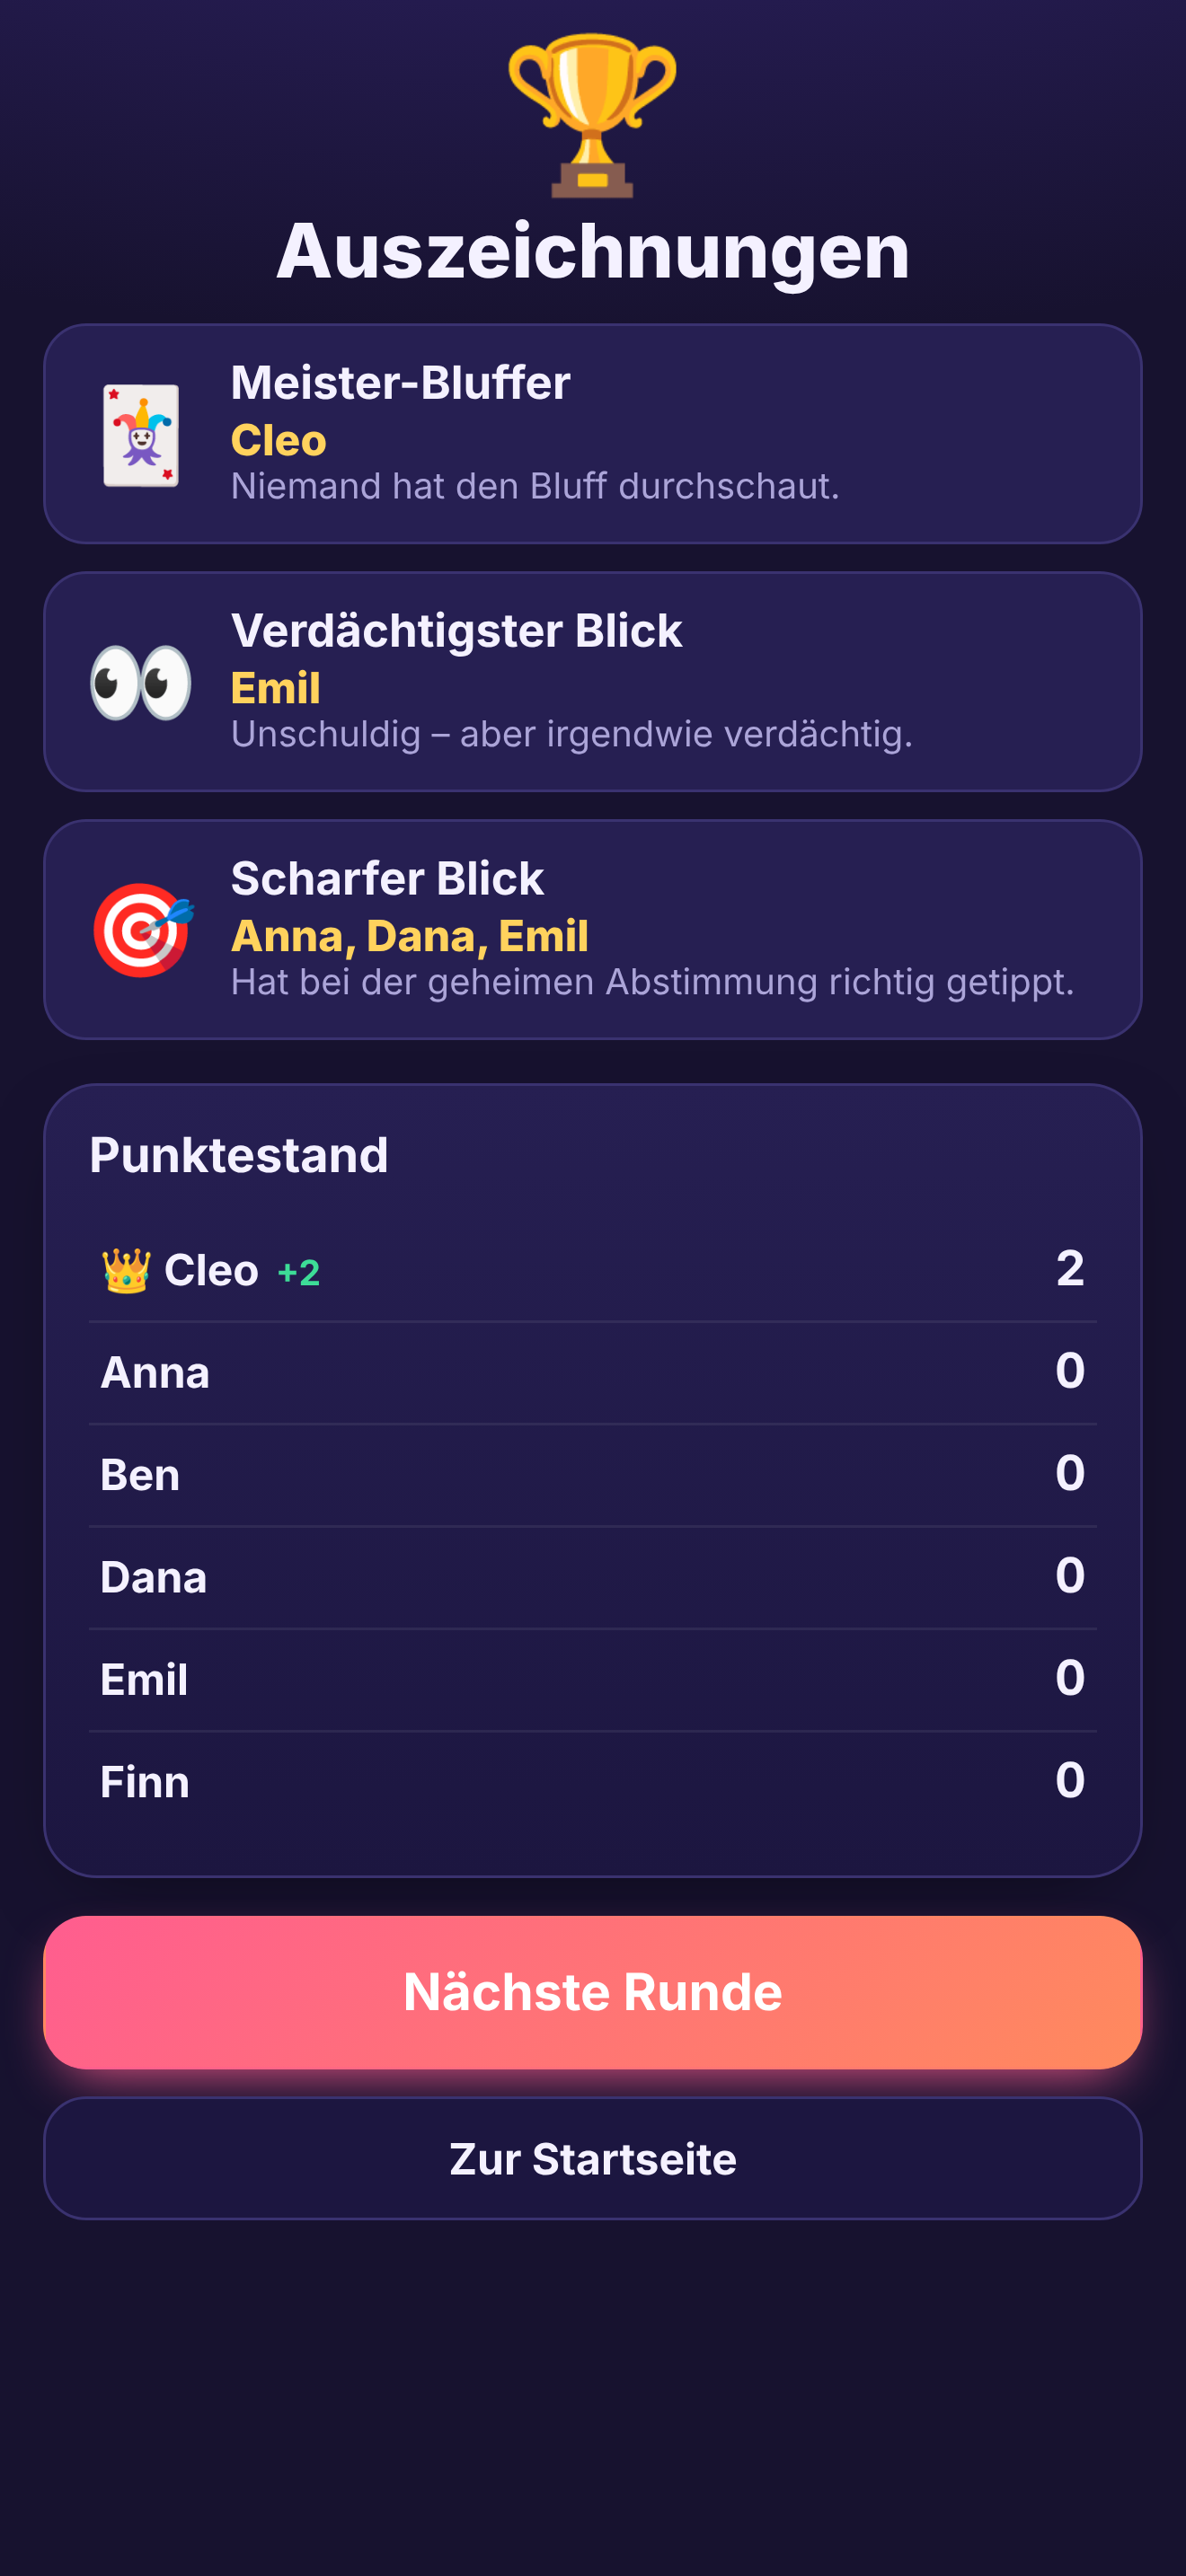 Auszeichnungen
Meister-Bluffer
Cleo
Niemand hat den Bluff durchschaut.
Verdächtigster Blick
Emil
Unschuldig – aber irgendwie verdächtig.
Scharfer Blick
Anna, Dana, Emil
Hat bei der geheimen Abstimmung richtig getippt.
Punktestand
Cleo +2 2
Anna 0
Ben 0
Dana 0
Emil 0
Finn 0
Nächste Runde
Zur Startseite